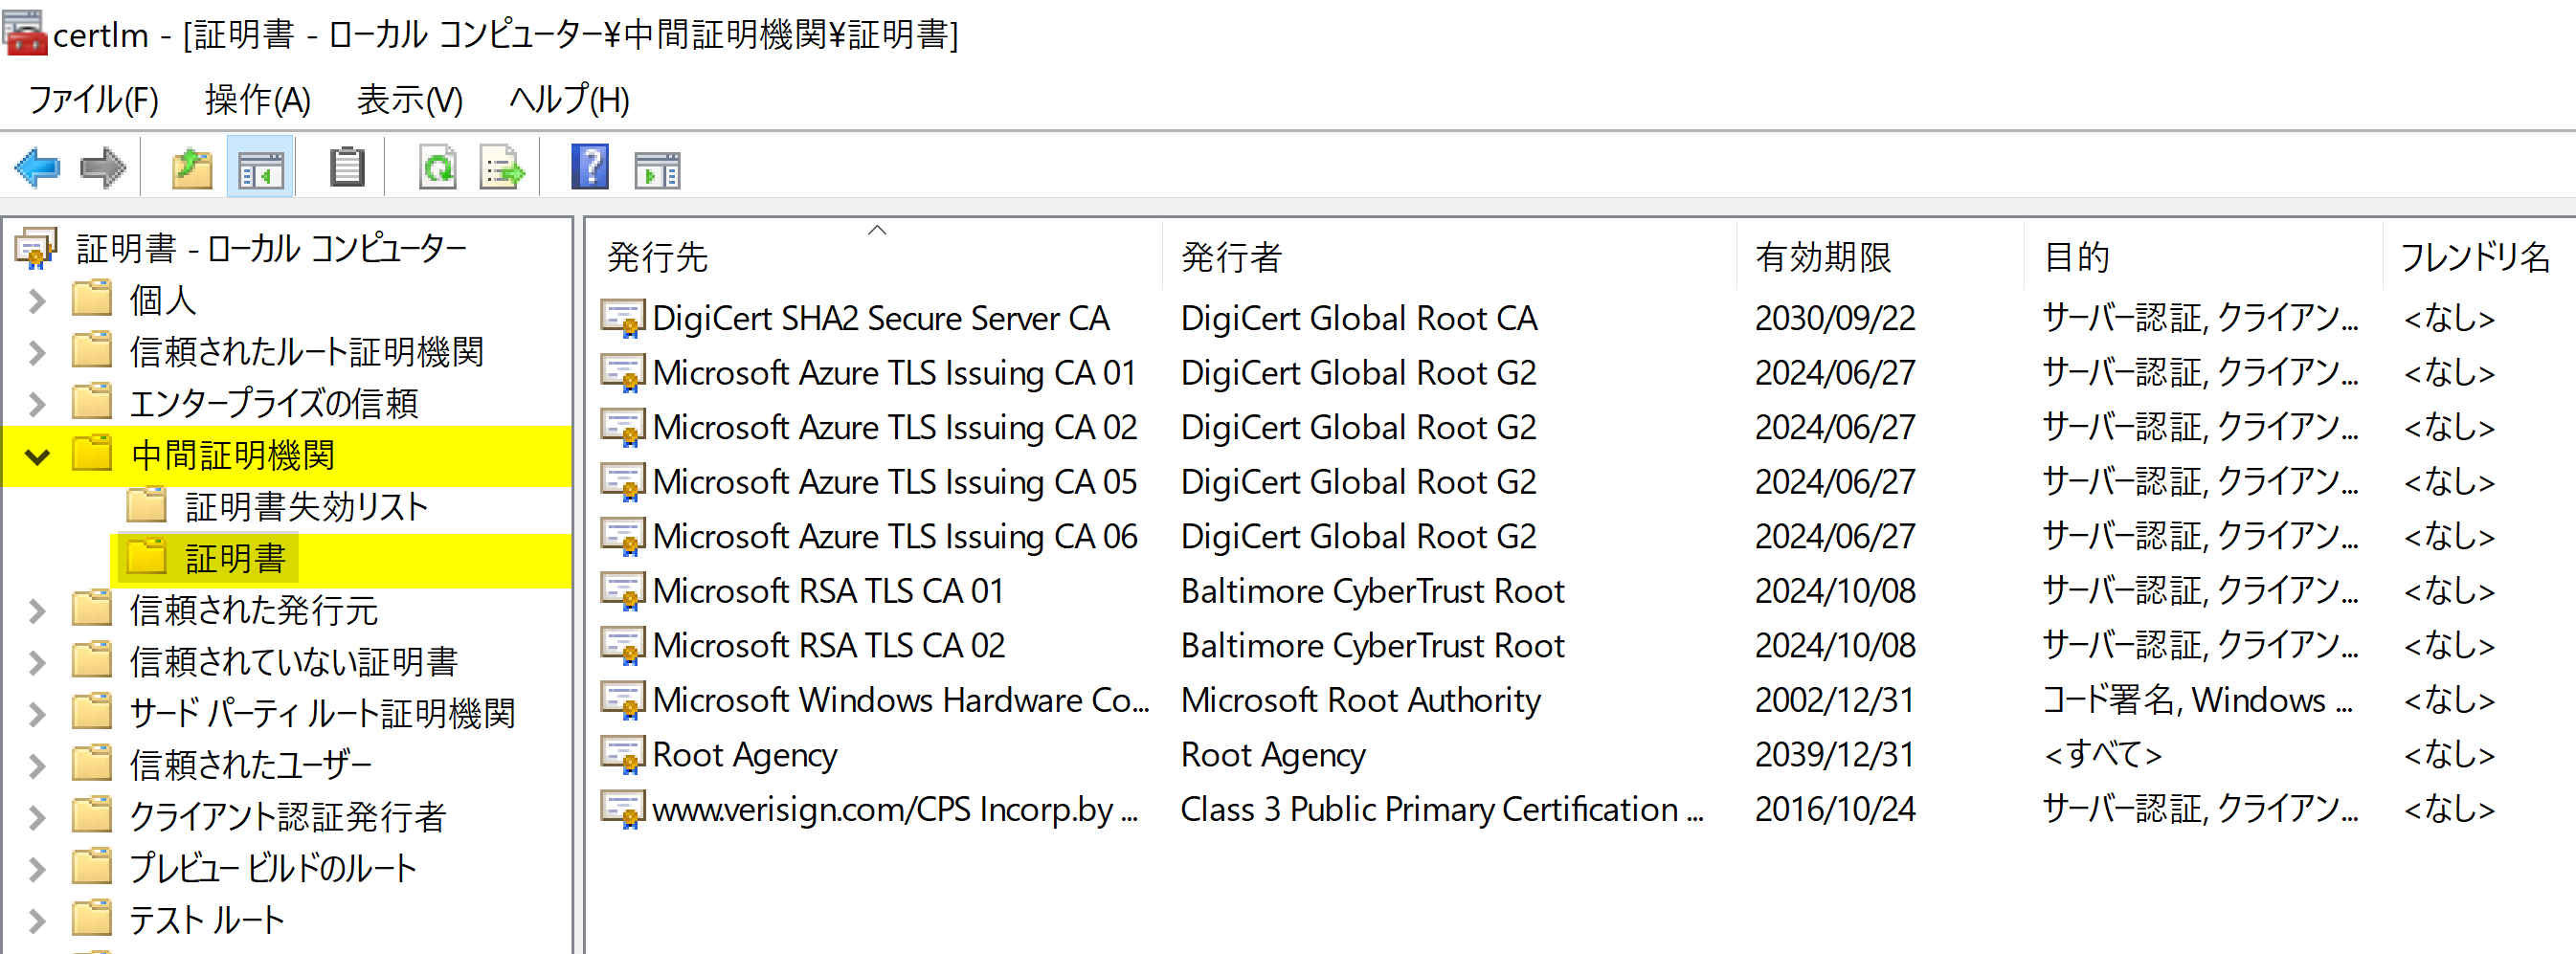 certlm - [証明書 - ローカル コンピューター¥中間証明機関¥証明書]
ファイル(F) 操作(A) 表示(V) ヘルプ(H)
証明書 - ローカル コンピューター
個人
信頼されたルート証明機関
エンタープライズの信頼
中間証明機関
証明書失効リスト
証明書
信頼された発行元
信頼されていない証明書
サード パーティ ルート証明機関
信頼されたユーザー
クライアント認証発行者
プレビュー ビルドのルート
テスト ルート
発行先 発行者 有効期限 目的 フレンドリ名
DigiCert SHA2 Secure Server CA DigiCert Global Root CA 2030/09/22 サーバー認証, クライアン... <なし>
Microsoft Azure TLS Issuing CA 01 DigiCert Global Root G2 2024/06/27 サーバー認証, クライアン... <なし>
Microsoft Azure TLS Issuing CA 02 DigiCert Global Root G2 2024/06/27 サーバー認証, クライアン... <なし>
Microsoft Azure TLS Issuing CA 05 DigiCert Global Root G2 2024/06/27 サーバー認証, クライアン... <なし>
Microsoft Azure TLS Issuing CA 06 DigiCert Global Root G2 2024/06/27 サーバー認証, クライアン... <なし>
Microsoft RSA TLS CA 01 Baltimore CyberTrust Root 2024/10/08 サーバー認証, クライアン... <なし>
Microsoft RSA TLS CA 02 Baltimore CyberTrust Root 2024/10/08 サーバー認証, クライアン... <なし>
Microsoft Windows Hardware Co... Microsoft Root Authority 2002/12/31 コード署名, Windows ... <なし>
Root Agency Root Agency 2039/12/31 <すべて> <なし>
www.verisign.com/CPS Incorp.by ... Class 3 Public Primary Certification ... 2016/10/24 サーバー認証, クライアン... <なし>